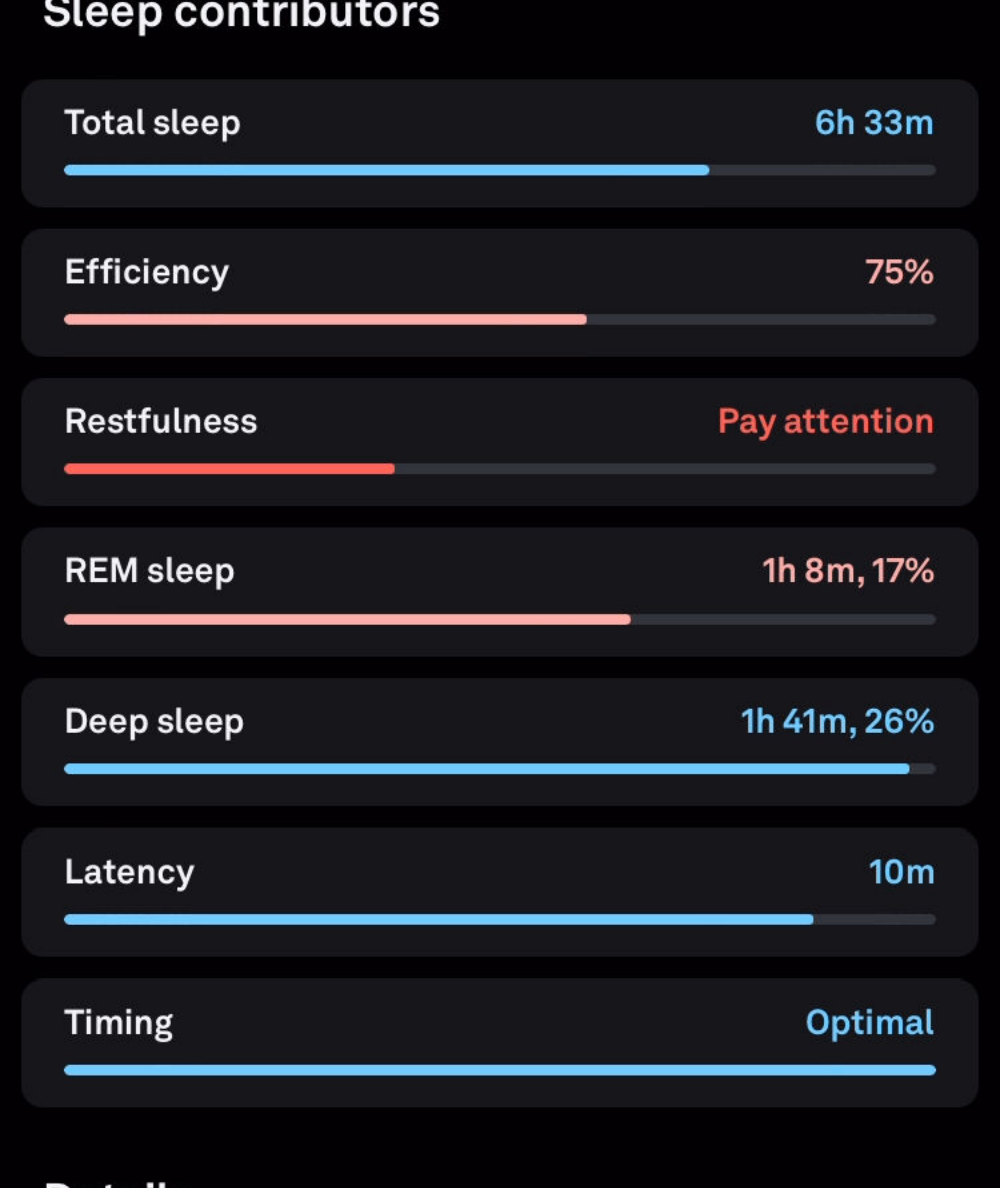 Sleep contributors
Total sleep 6h 33m
Efficiency 75%
Restfulness Pay attention
REM sleep 1h 8m, 17%
Deep sleep 1h 41m, 26%
Latency 10m
Timing Optimal